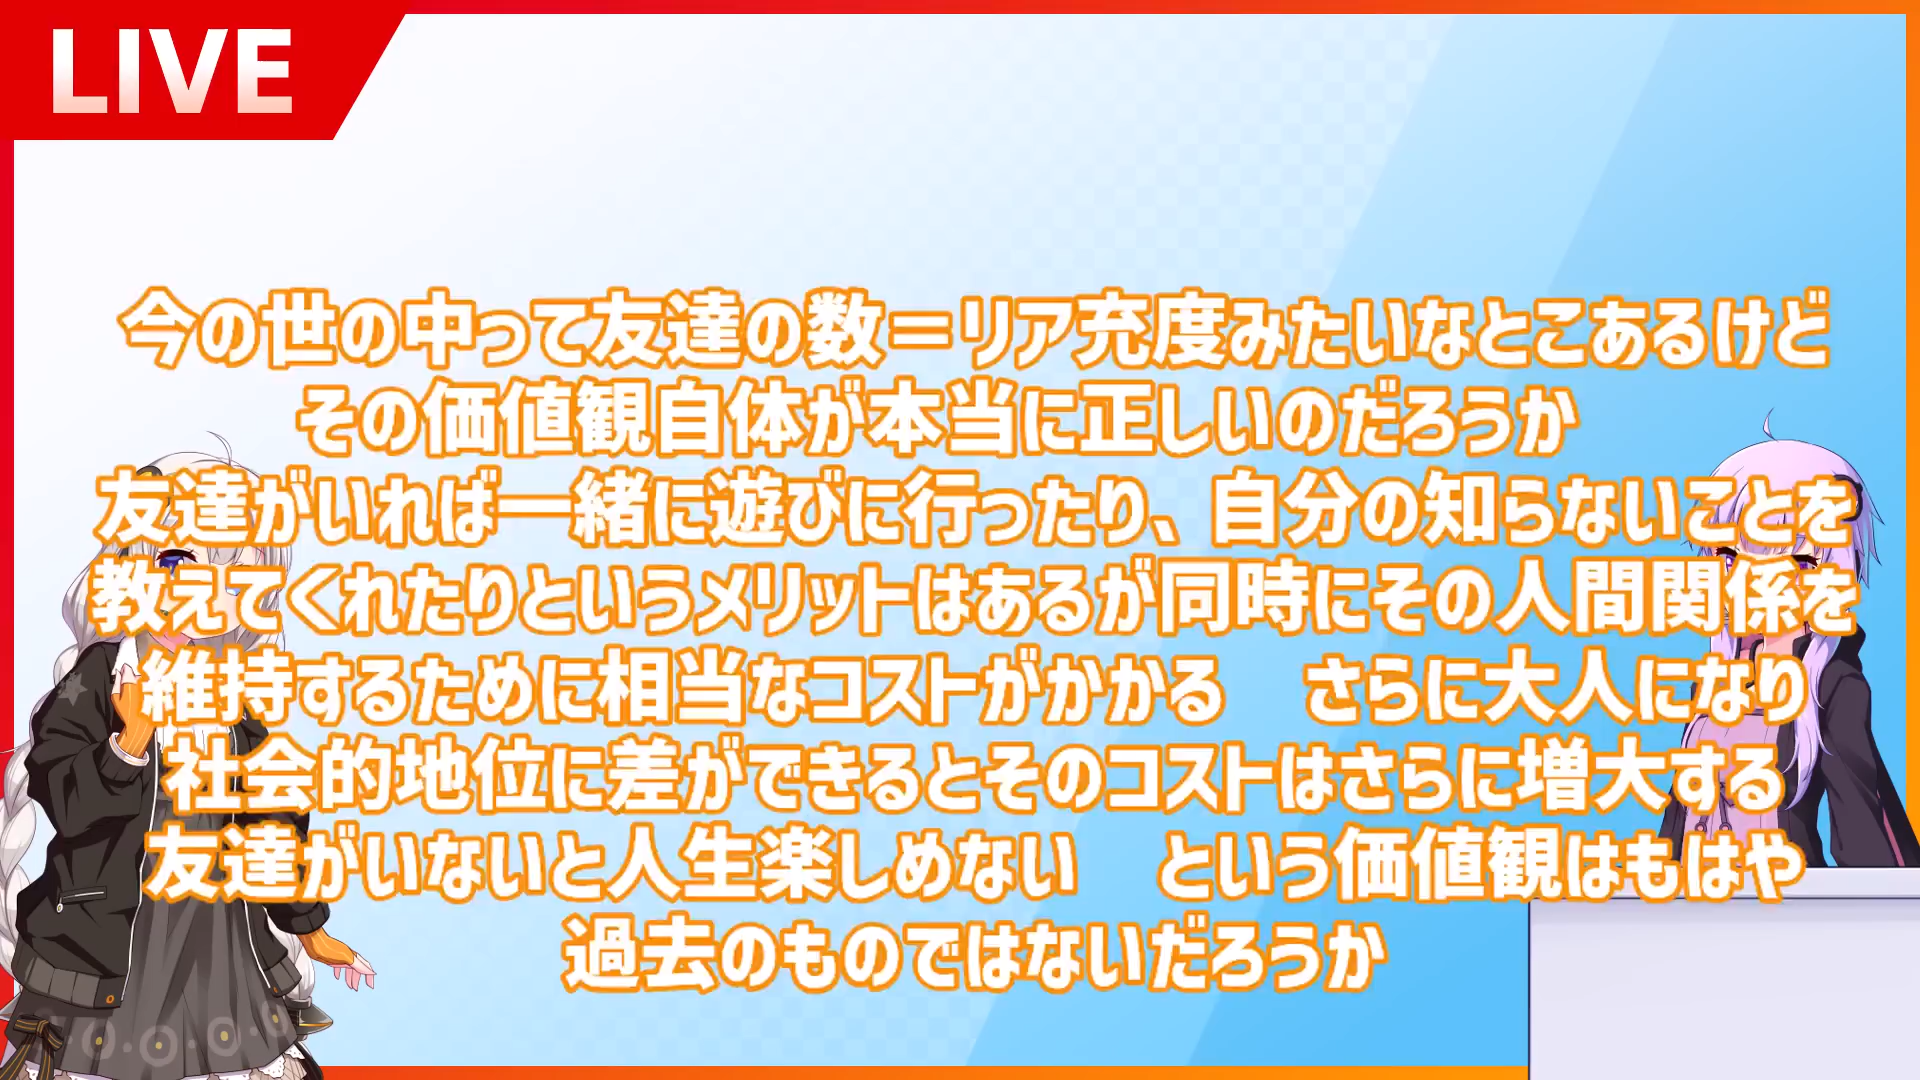 LIVE
今の世の中って友達の数＝リア充度みたいなとこあるけど
その価値観自体が本当に正しいのだろうか
友達がいれば一緒に遊びに行ったり、自分の知らないことを
教えてくれたりというメリットはあるが同時にその人間関係を
維持するために相当なコストがかかる　さらに大人になり
社会的地位に差ができるとそのコストはさらに増大する
友達がいないと人生楽しめない　という価値観はもはや
過去のものではないだろうか